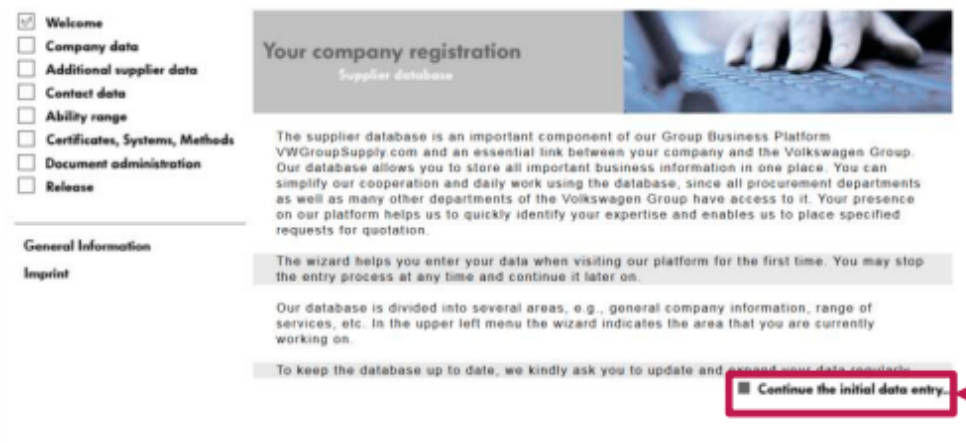 Welcome
Company data
Additional supplier data
Contact data
Ability range
Certificates, Systems, Methods
Document administration
Release
General Information
Imprint
Your company registration
Supplier database
The supplier database is an important component of our Group Business Platform
VWGroupSupply.com and an essential link between your company and the Volkswagen Group.
Our database allows you to store all important business information in one place. You can
simplify our cooperation and daily work using the database, since all procurement departments
as well as many other departments of the Volkswagen Group have access to it. Your presence
on our platform helps us to quickly identify your expertise and enables us to place specified
requests for quotation.
The wizard helps you enter your data when visiting our platform for the first time. You may stop
the entry process at any time and continue it later on.
Our database is divided into several areas, e.g., general company information, range of
services, etc. In the upper left menu the wizard indicates the area that you are currently
working on.
To keep the database up to date, we kindly ask you to update and expand your data regularly.
Continue the initial data entry...